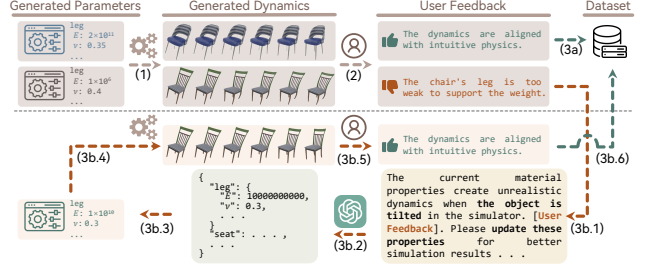 Generated Parameters
Generated Dynamics
User Feedback
Dataset
leg
E: 2×10¹¹
ν: 0.35
...
(1)
(2)
The dynamics are aligned
with intuitive physics.
(3a)
leg
E: 1×10⁶
ν: 0.4
...
The chair's leg is too
weak to support the weight.
(3b.4)
(3b.5)
The dynamics are aligned
with intuitive physics.
(3b.6)
leg
E: 1×10¹⁰
ν: 0.3
...
(3b.3)
{
"leg": {
"E": 10000000000,
"ν": 0.3,
. . .
}
"seat": . . . ,
. . .
}
(3b.2)
The current material
properties create unrealistic
dynamics when the object is
tilted in the simulator. [User
Feedback]. Please update these
properties for better
simulation results . . .
(3b.1)